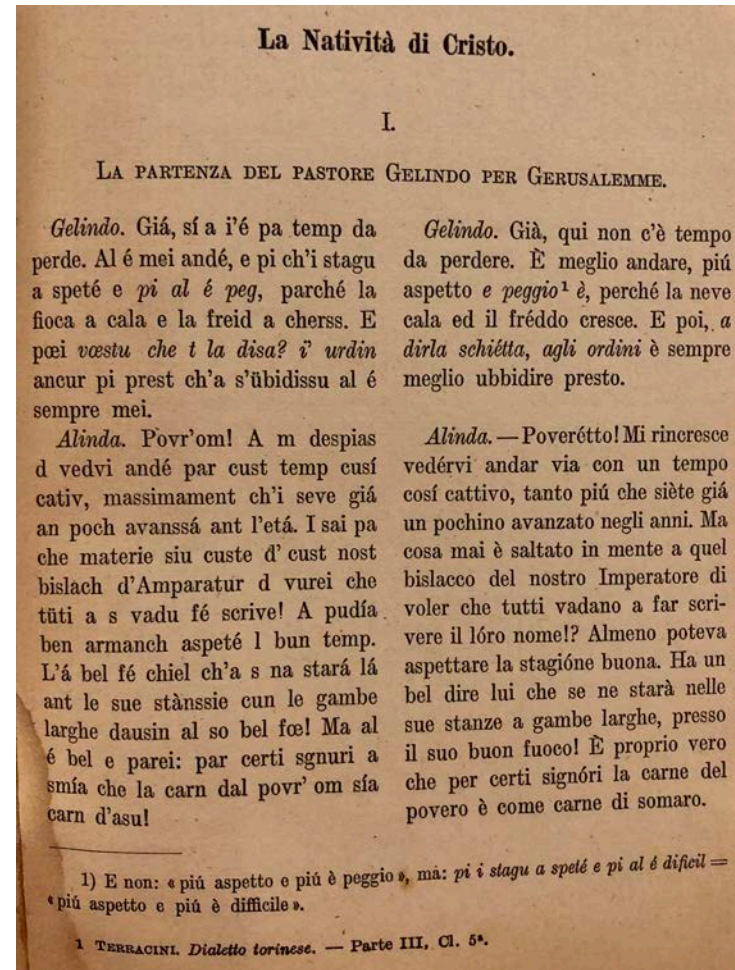 La Natività di Cristo.
I.
La partenza del pastore Gelindo per Gerusalemme.
Gelindo. Giá, sí a i'é pa temp da
perde. Al é mei andé, e pi ch'i stagu
a speté e pi al é peg, parché la
fioca a cala e la freid a cherss. E
pœi vœstu che t la disa? i' urdin
ancur pi prest ch'a s'übidissu al é
sempre mei.
Alinda. Povr'om! A m despias
d vedvi andé par cust temp cusí
cativ, massimament ch'i seve giá
an poch avanssá ant l'etá. I sai pa
che materie siu custe d' cust nost
bislach d'Amparatur d vurei che
tüti a s vadu fé scrive! A pudía
ben armanch aspeté l bun temp.
L'á bel fé chiel ch'a s na stará lá
ant le sue stànssie cun le gambe
larghe dausin al so bel fœ! Ma al
é bel e parei: par certi sgnuri a
smía che la carn dal povr' om sía
carn d'asu!
Gelindo. Già, qui non c'è tempo
da perdere. È meglio andare, piú
aspetto e peggio¹ è, perché la neve
cala ed il fréddo cresce. E poi, a
dirla schiétta, agli ordini è sempre
meglio ubbidire presto.
Alinda. — Poverétto! Mi rincresce
vedérvi andar via con un tempo
cosí cattivo, tanto piú che siète giá
un pochino avanzato negli anni. Ma
cosa mai è saltato in mente a quel
bislacco del nostro Imperatore di
voler che tutti vadano a far scri-
vere il lóro nome!? Almeno poteva
aspettare la stagióne buona. Ha un
bel dire lui che se ne starà nelle
sue stanze a gambe larghe, presso
il suo buon fuoco! È proprio vero
che per certi signóri la carne del
povero è come carne di somaro.
1) E non: « piú aspetto e piú è peggio », ma: pi i stagu a speté e pi al é dificil =
« piú aspetto e piú è difficile ».
1 Terracini. Dialetto torinese. — Parte III, Cl. 5ª.